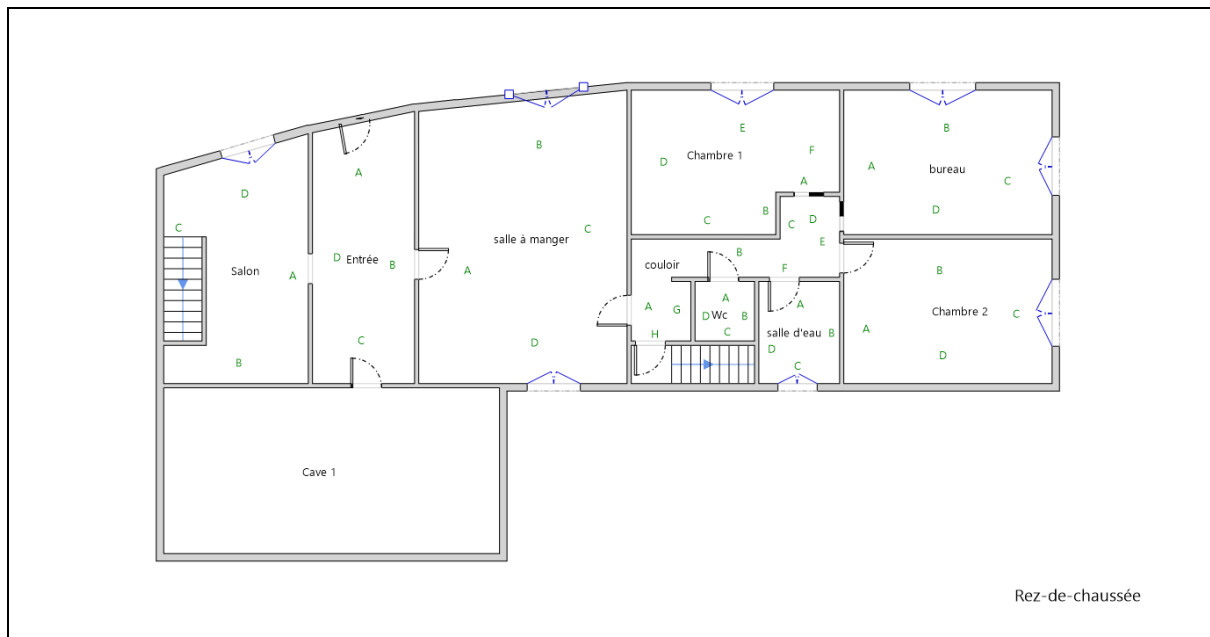 B
E
Chambre 1
F
D
A
B
C
B
A
bureau
C
D
A
D
C
Salon
A
B
A
D
Entrée
B
C
B
C
salle à manger
A
D
C
D
E
B
couloir
F
A
G
H
A
D
Wc
B
C
A
salle d'eau
B
D
C
B
Chambre 2
C
A
D
Cave 1
Rez-de-chaussée